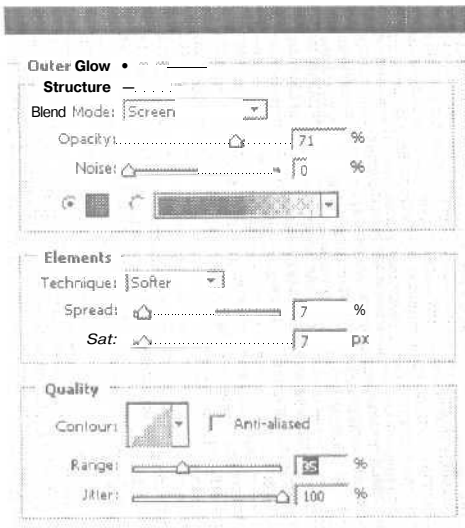 Outer Glow •
Structure
Blend Mode: Screen
Opacity: 71 %
Noise: 0 %
Elements
Technique: Softer
Spread: 7 %
Sat: 7 px
Quality
Contour: Anti-aliased
Range: %
Jitter: 100 %